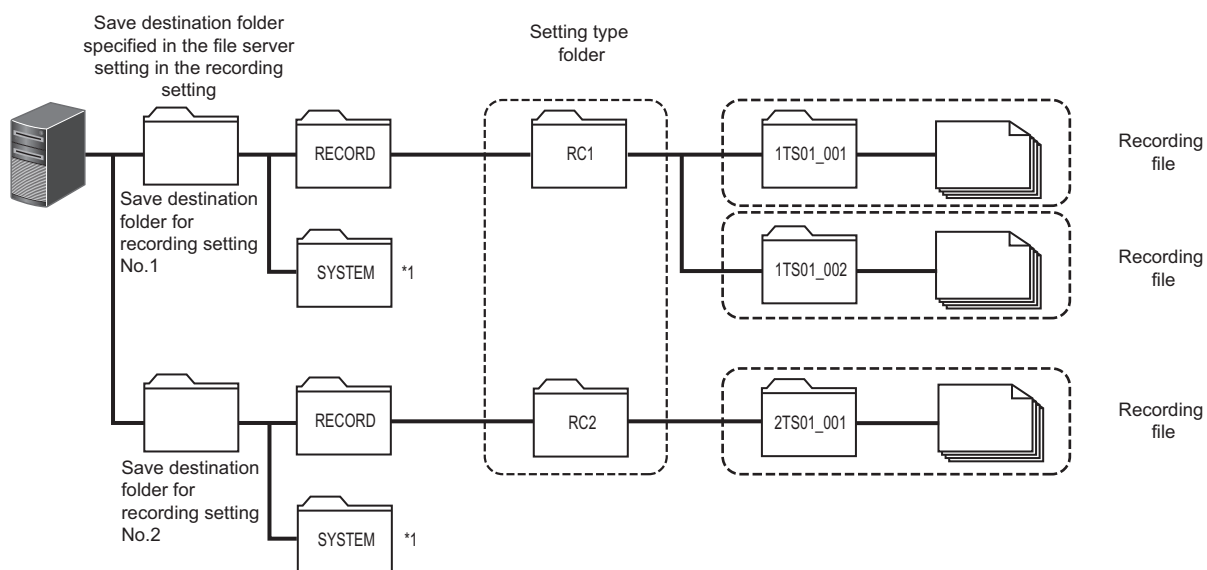 Save destination folder
specified in the file server
setting in the recording
setting
Setting type
folder
RECORD
RC1
1TS01_001
Recording
file
Save destination
folder for
recording setting
No.1
SYSTEM
*1
1TS01_002
Recording
file
RECORD
RC2
2TS01_001
Recording
file
Save destination
folder for
recording setting
No.2
SYSTEM
*1